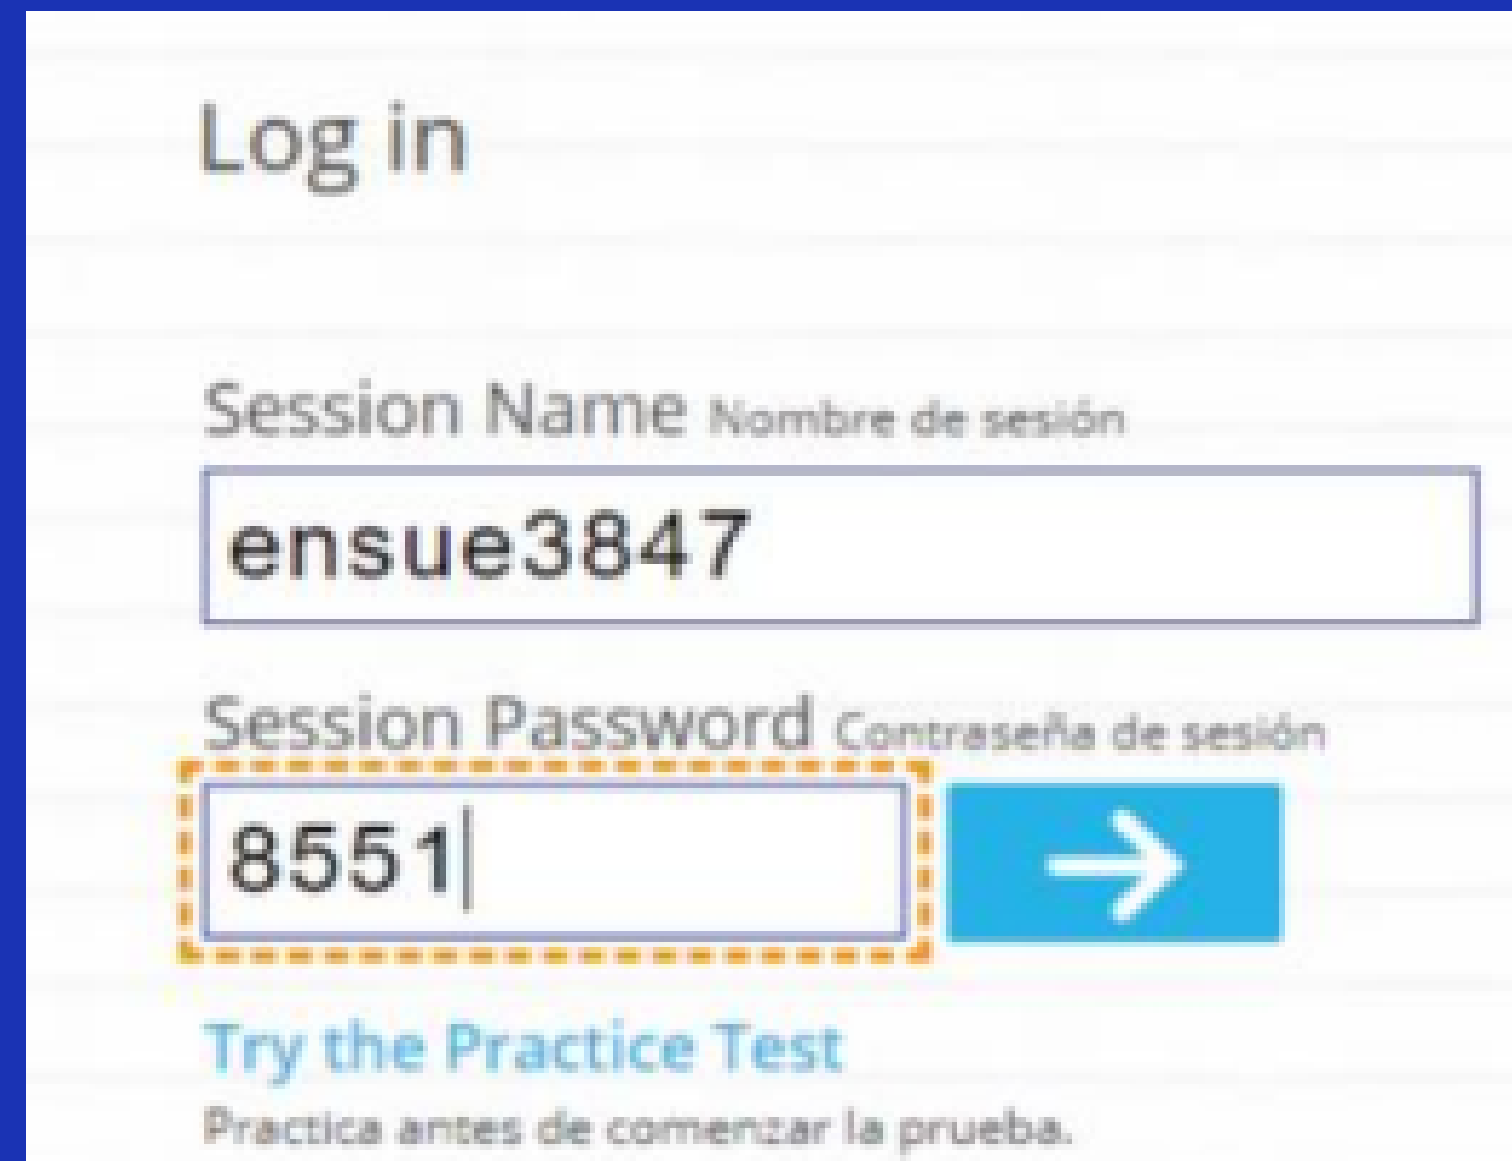 Log in
Session Name Nombre de sesión
ensue3847
Session Password Contraseña de sesión
8551
Try the Practice Test
Practica antes de comenzar la prueba.